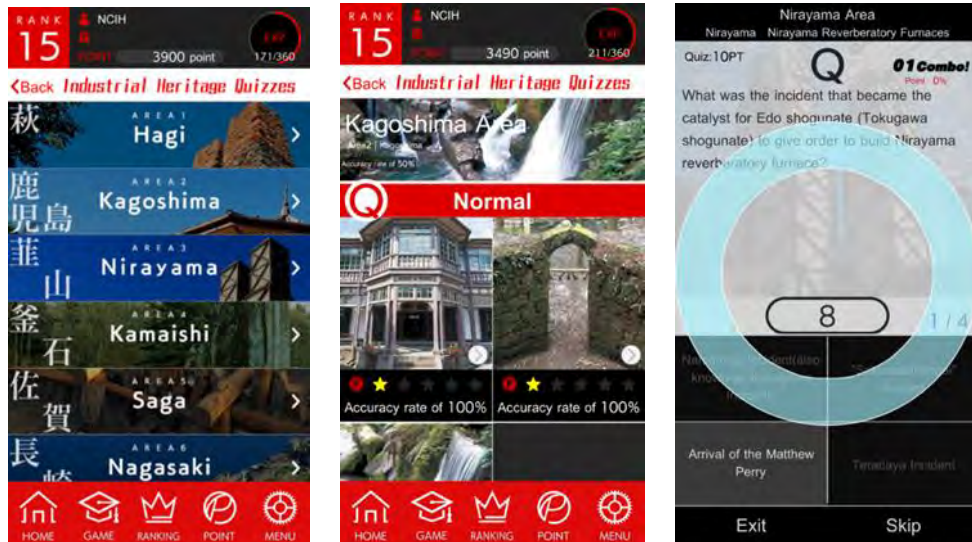 RANK
15
NCIH
POINT
3900 point
EXP
171/360
Back Industrial Heritage Quizzes
萩
AREA1
Hagi
鹿児島
AREA2
Kagoshima
韮山
AREA3
Nirayama
釜石
AREA4
Kamaishi
佐賀
AREA5
Saga
長崎
AREA6
Nagasaki
HOME GAME RANKING POINT MENU
RANK
15
NCIH
POINT
3490 point
EXP
211/360
Back Industrial Heritage Quizzes
Kagoshima Area
Area2 | Kagoshima
Accuracy rate of 50%
Q Normal
P
Accuracy rate of 100%
P
Accuracy rate of 100%
HOME GAME RANKING POINT MENU
Nirayama Area
Nirayama Nirayama Reverberatory Furnaces
Quiz:10PT
Q
01 Combo!
Point 0%
What was the incident that became the
catalyst for Edo shogunate (Tokugawa
shogunate) to give order to build Nirayama
reverberatory furnace?
8
1 / 4
Arrival of the Matthew
Perry
Teradaya Incident
Exit
Skip